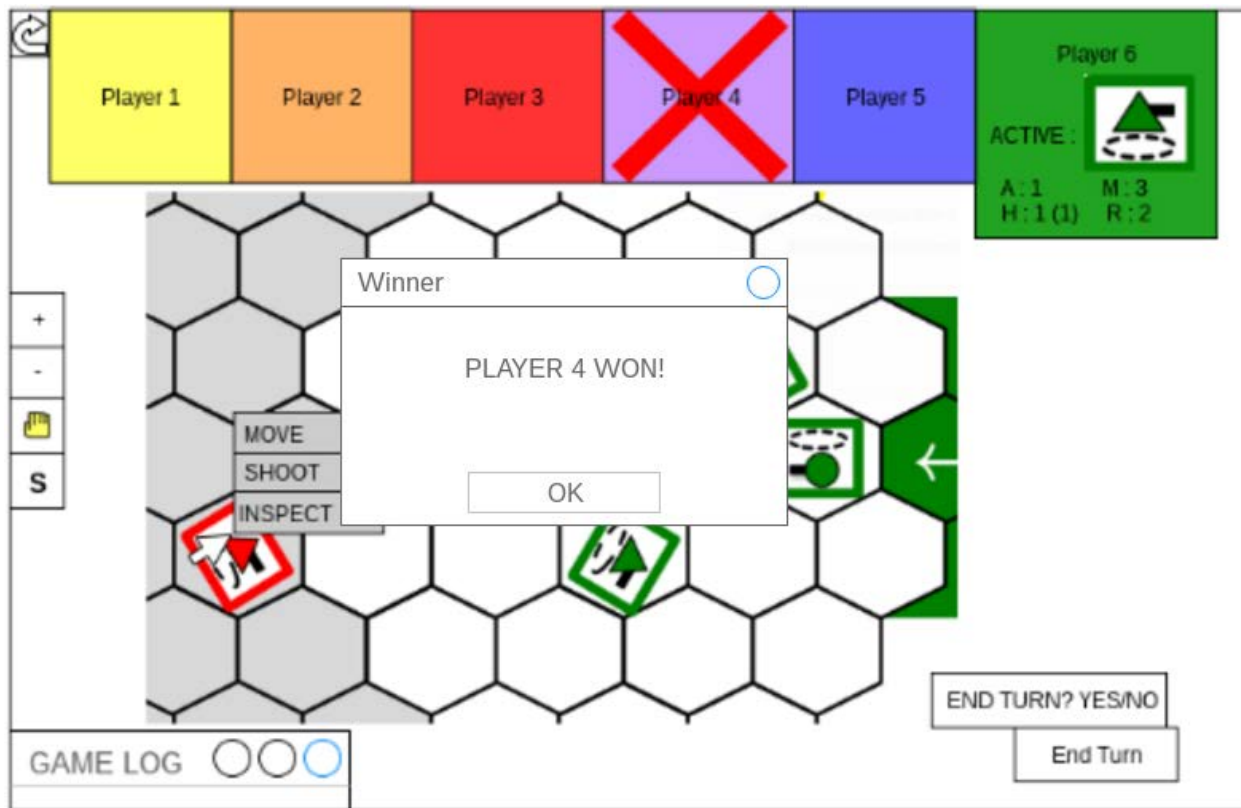 Player 1
Player 2
Player 3
Player 4
Player 5
Player 6
ACTIVE :
A : 1 M : 3
H : 1 (1) R : 2
Winner
PLAYER 4 WON!
OK
+
-
S
MOVE
SHOOT
INSPECT
END TURN? YES/NO
End Turn
GAME LOG